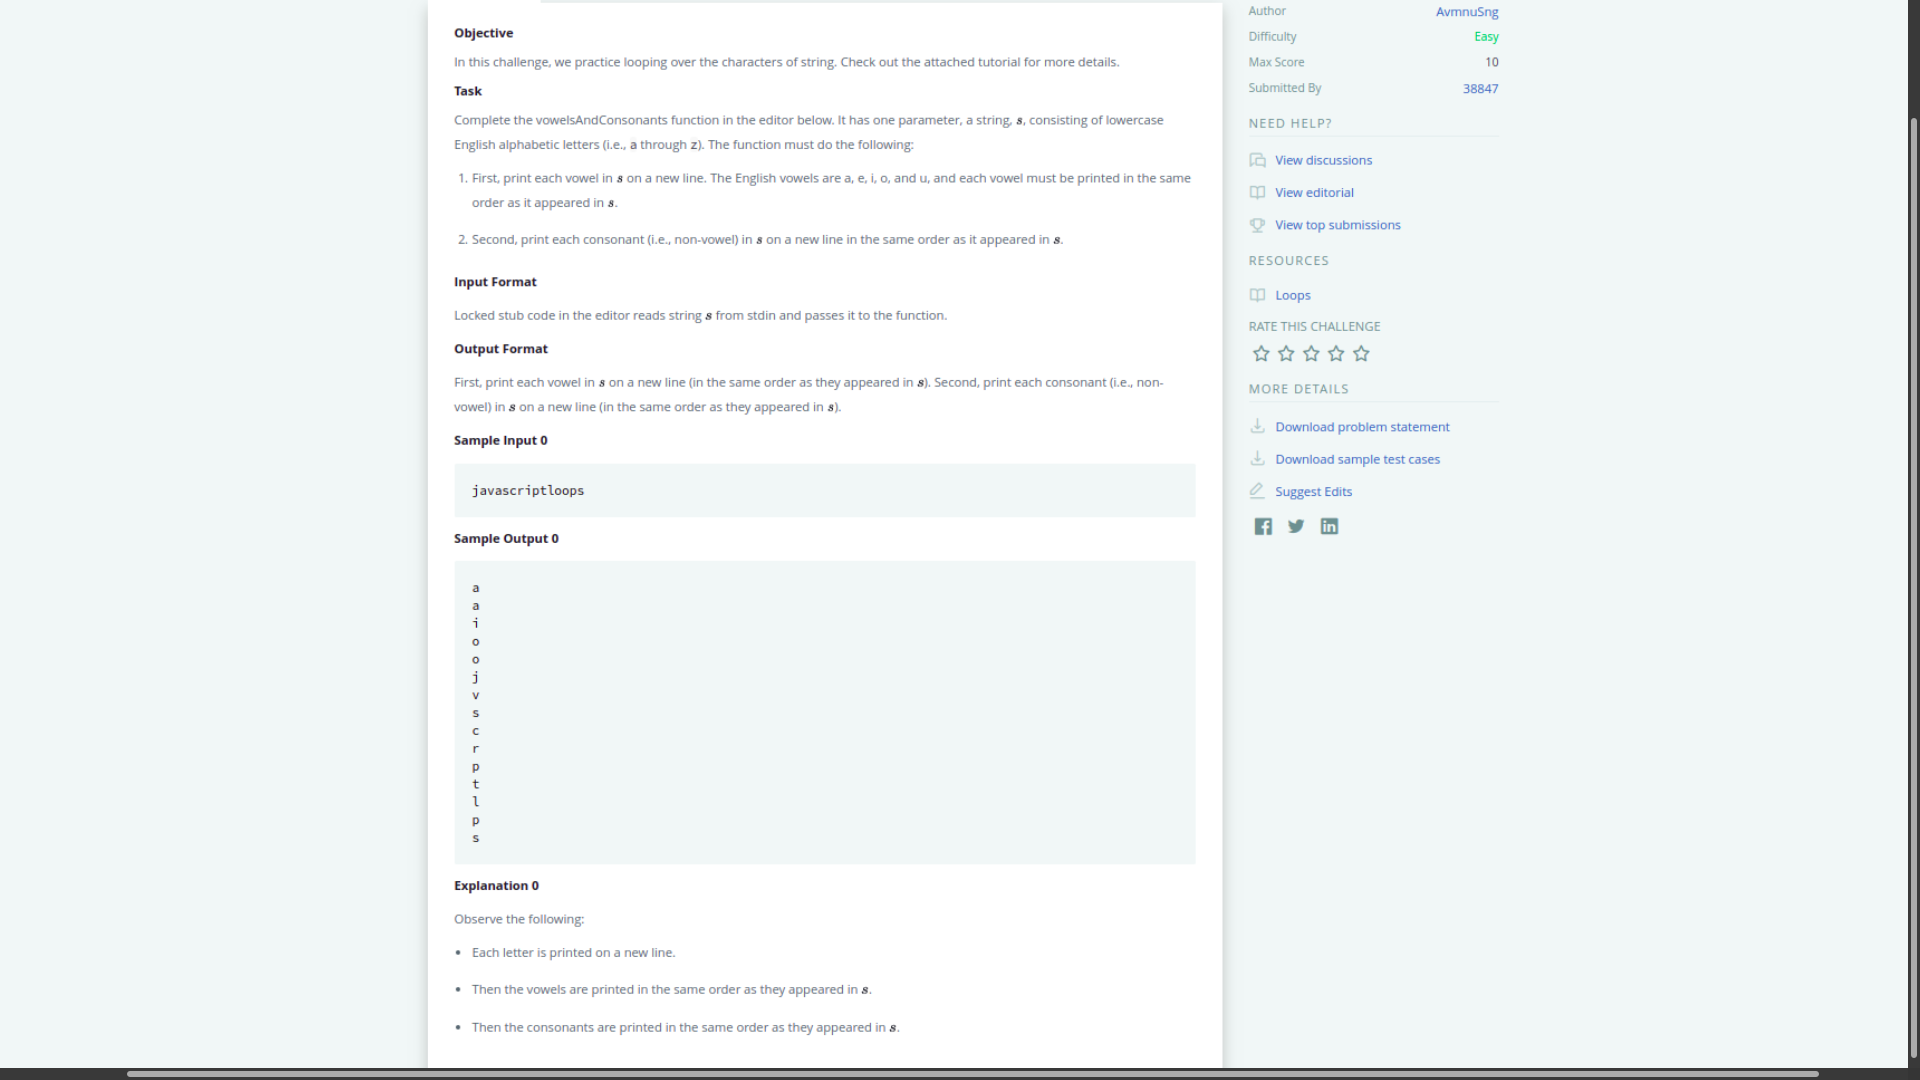 Objective
In this challenge, we practice looping over the characters of string. Check out the attached tutorial for more details.
Task
Complete the vowelsAndConsonants function in the editor below. It has one parameter, a string, s, consisting of lowercase
English alphabetic letters (i.e., a through z). The function must do the following:
1. First, print each vowel in s on a new line. The English vowels are a, e, i, o, and u, and each vowel must be printed in the same
order as it appeared in s.
2. Second, print each consonant (i.e., non-vowel) in s on a new line in the same order as it appeared in s.
Input Format
Locked stub code in the editor reads string s from stdin and passes it to the function.
Output Format
First, print each vowel in s on a new line (in the same order as they appeared in s). Second, print each consonant (i.e., non-
vowel) in s on a new line (in the same order as they appeared in s).
Sample Input 0
javascriptloops
Sample Output 0
a
a
i
o
o
j
v
s
c
r
p
t
l
p
s
Explanation 0
Observe the following:
• Each letter is printed on a new line.
• Then the vowels are printed in the same order as they appeared in s.
• Then the consonants are printed in the same order as they appeared in s.
Author AvmnuSng
Difficulty Easy
Max Score 10
Submitted By 38847
NEED HELP?
View discussions
View editorial
View top submissions
RESOURCES
Loops
RATE THIS CHALLENGE
MORE DETAILS
Download problem statement
Download sample test cases
Suggest Edits